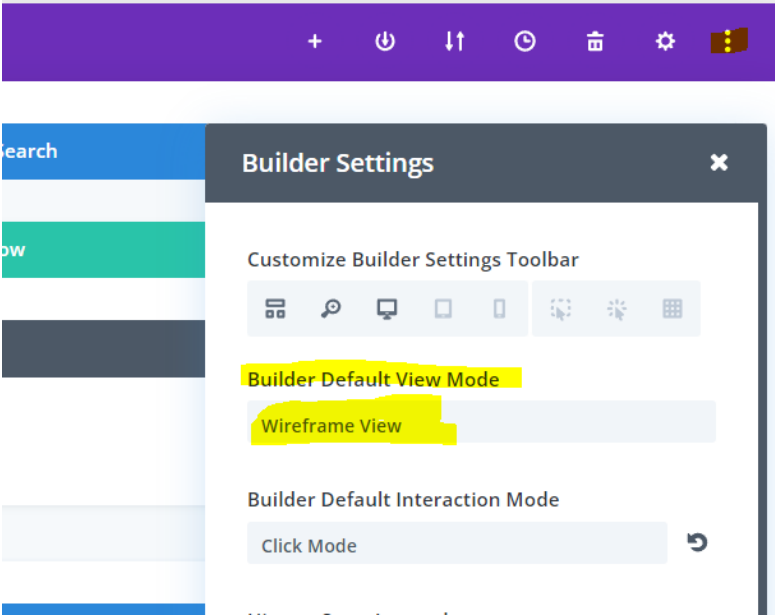 Search
Builder Settings
ow
Customize Builder Settings Toolbar
Builder Default View Mode
Wireframe View
Builder Default Interaction Mode
Click Mode